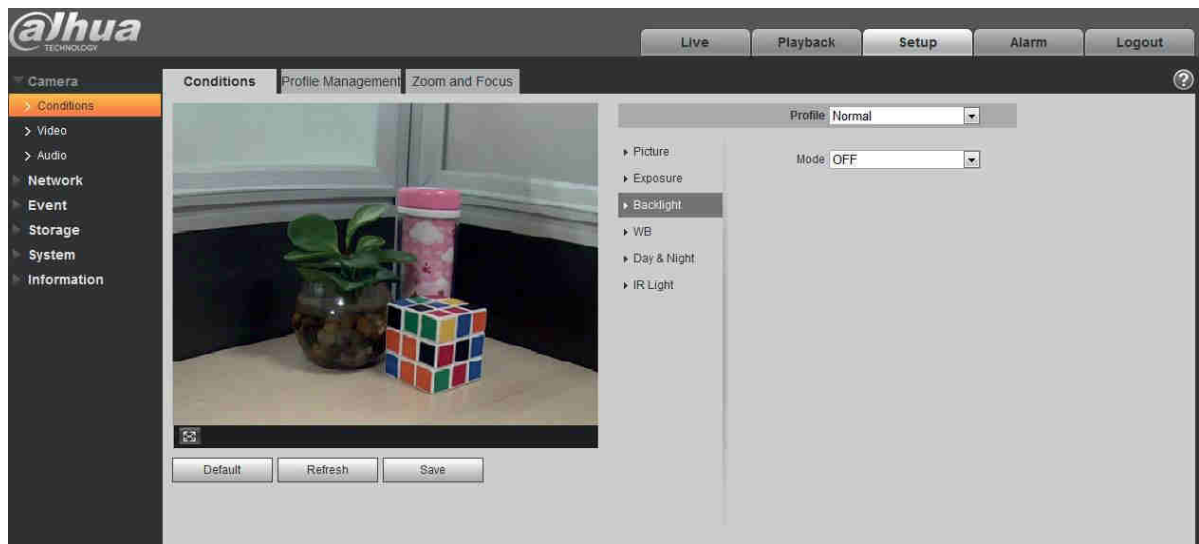 alhua
TECHNOLOGY
Live
Playback
Setup
Alarm
Logout
Camera
Conditions
Profile Management
Zoom and Focus
Conditions
Video
Audio
Network
Event
Storage
System
Information
Profile Normal
Picture
Mode OFF
Exposure
Backlight
WB
Day & Night
IR Light
Default
Refresh
Save